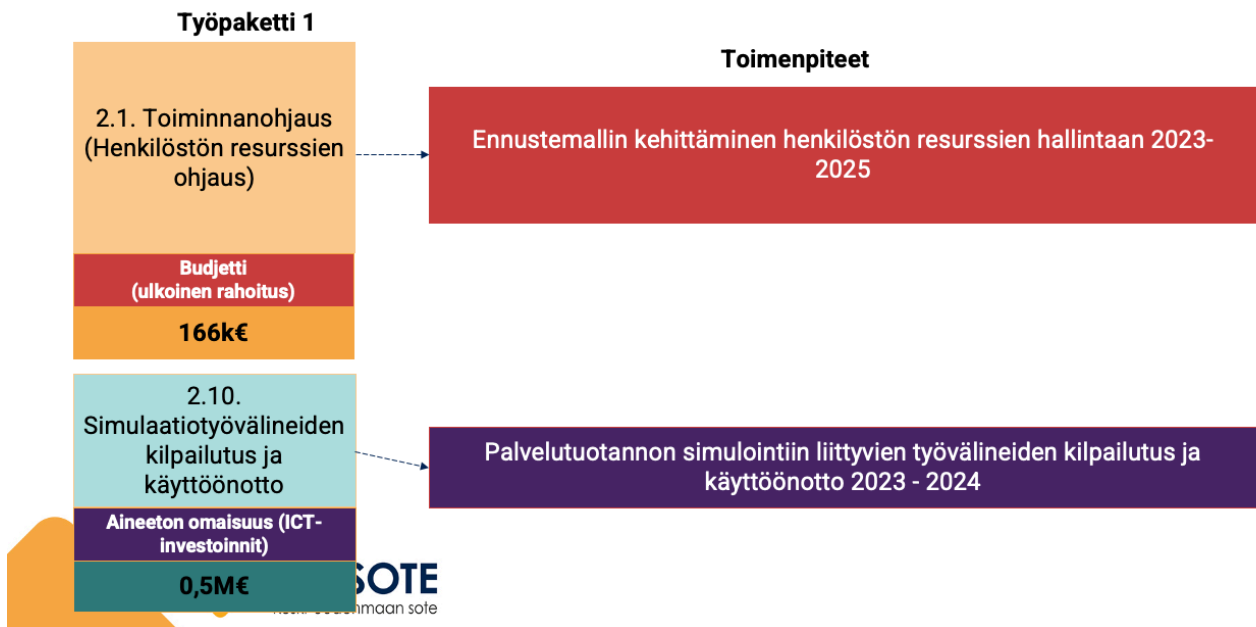 Työpaketti 1
2.1. Toiminnanohjaus
(Henkilöstön resurssien
ohjaus)
Budjetti
(ulkoinen rahoitus)
166k€
2.10.
Simulaatiotyövälineiden
kilpailutus ja
käyttöönotto
Aineeton omaisuus (ICT-
investoinnit)
0,5M€
Toimenpiteet
Ennustemallin kehittäminen henkilöstön resurssien hallintaan 2023-
2025
Palvelutuotannon simulointiin liittyvien työvälineiden kilpailutus ja
käyttöönotto 2023 - 2024
SOTE
sote